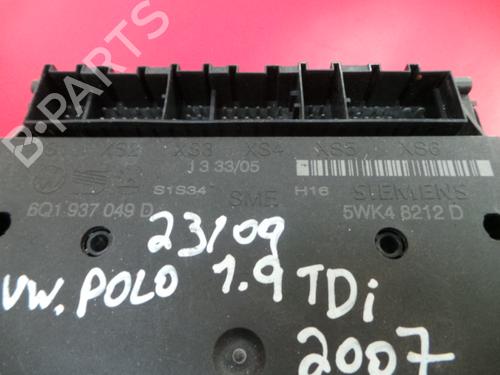 B-PARTS
XS2 XS3 XS4 XS5 XS6
J 3 33/05
S1S34 SME H16 SIEMENS
6Q1 937 049 D 5WK4 8212 D
23/09
VW. POLO 1.9 TDi
2007